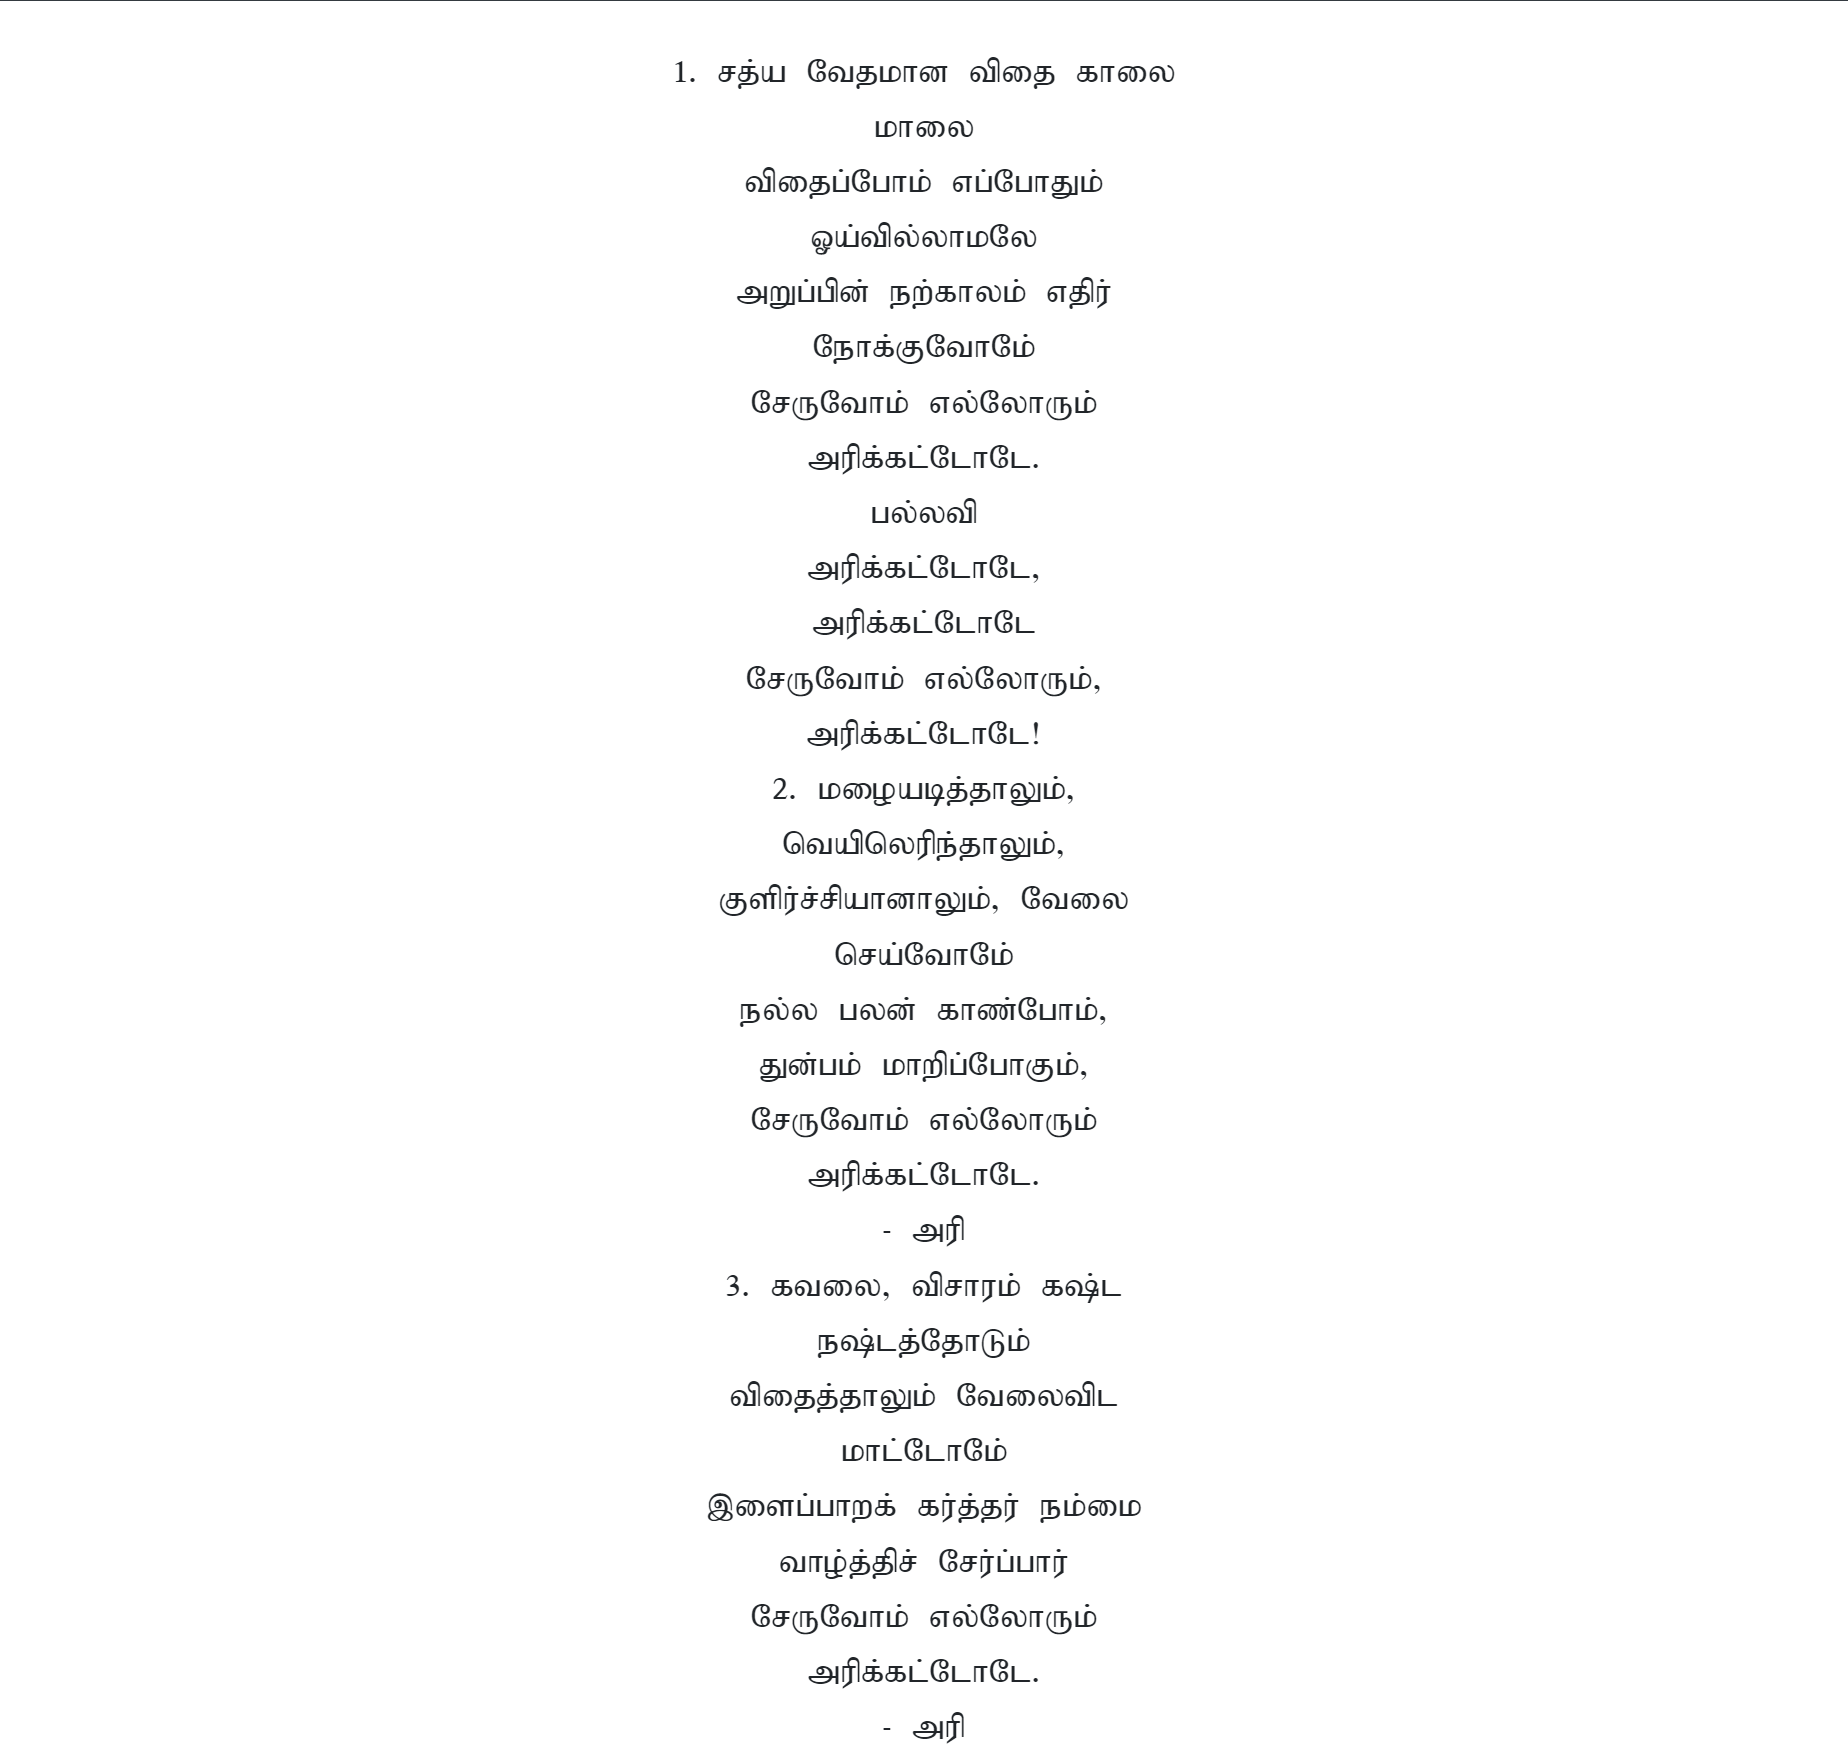 1. சத்ய வேதமான விதை காலை
மாலை
விதைப்போம் எப்போதும்
ஓய்வில்லாமலே
அறுப்பின் நற்காலம் எதிர்
நோக்குவோமே
சேருவோம் எல்லோரும்
அரிக்கட்டோடே.
பல்லவி
அரிக்கட்டோடே,
அரிக்கட்டோடே
சேருவோம் எல்லோரும்,
அரிக்கட்டோடே!
2. மழையடித்தாலும்,
வெயிலெரிந்தாலும்,
குளிர்ச்சியானாலும், வேலை
செய்வோமே
நல்ல பலன் காண்போம்,
துன்பம் மாறிப்போகும்,
சேருவோம் எல்லோரும்
அரிக்கட்டோடே.
- அரி
3. கவலை, விசாரம் கஷ்ட
நஷ்டத்தோடும்
விதைத்தாலும் வேலைவிட
மாட்டோமே
இளைப்பாறக் கர்த்தர் நம்மை
வாழ்த்திச் சேர்ப்பார்
சேருவோம் எல்லோரும்
அரிக்கட்டோடே.
- அரி